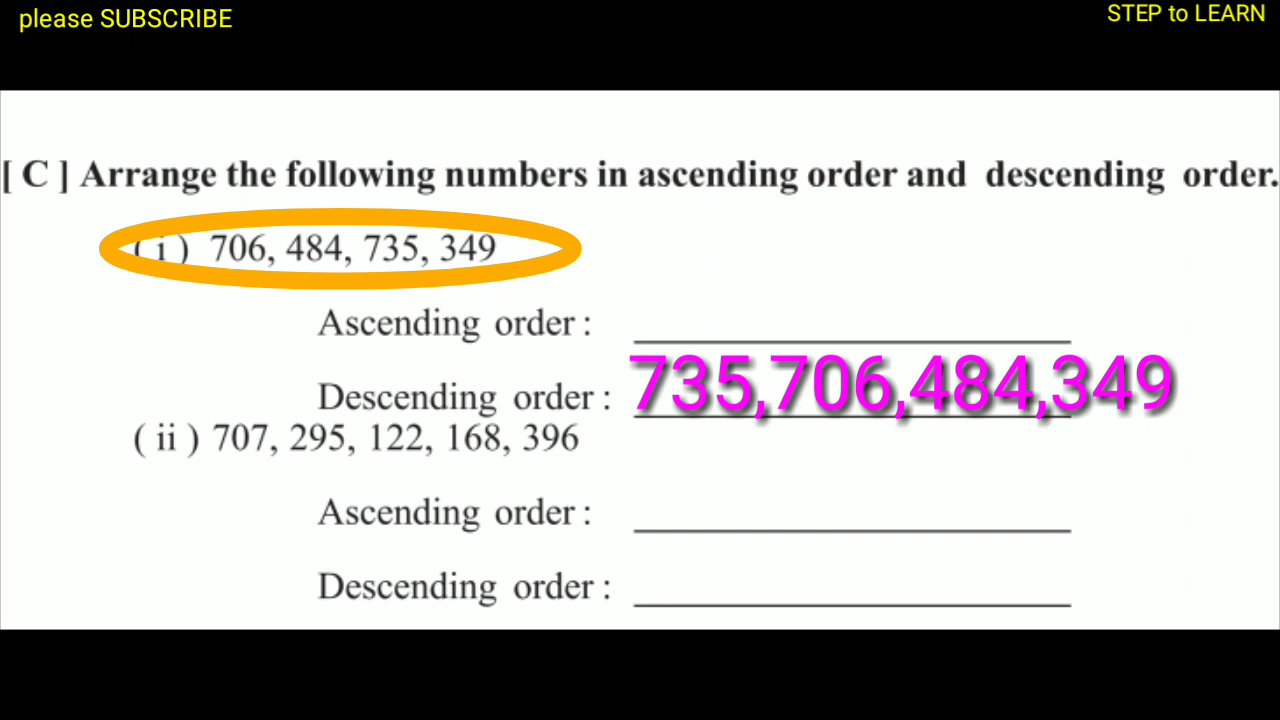 please SUBSCRIBE
STEP to LEARN
[ C ] Arrange the following numbers in ascending order and descending order.
( i ) 706, 484, 735, 349
Ascending order :
Descending order : 735,706,484,349
( ii ) 707, 295, 122, 168, 396
Ascending order :
Descending order :